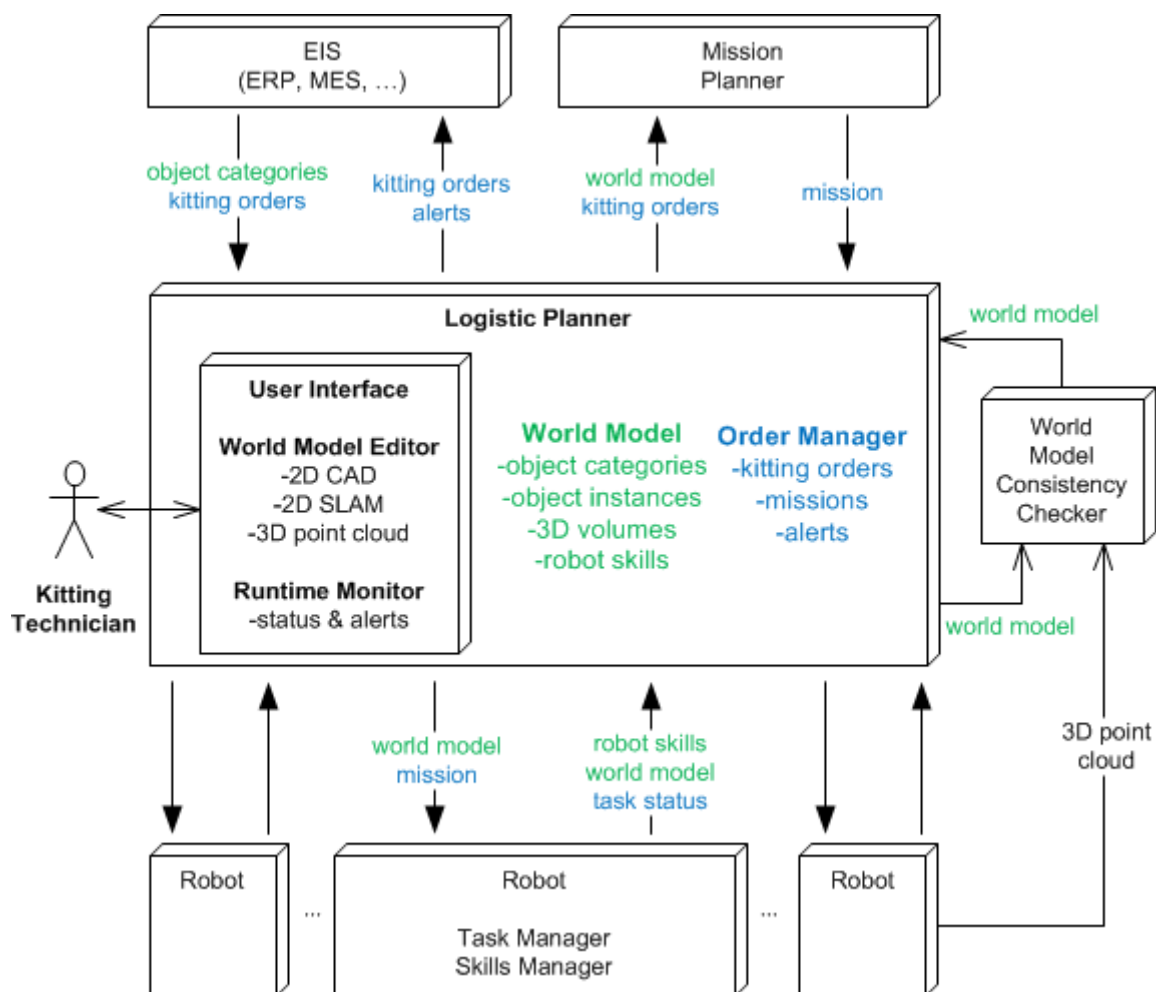 EIS
(ERP, MES, ...)
Mission
Planner
object categories
kitting orders
kitting orders
alerts
world model
kitting orders
mission
Logistic Planner
User Interface
World Model Editor
-2D CAD
-2D SLAM
-3D point cloud
Runtime Monitor
-status & alerts
World Model
-object categories
-object instances
-3D volumes
-robot skills
Order Manager
-kitting orders
-missions
-alerts
world model
World
Model
Consistency
Checker
world model
Kitting
Technician
world model
mission
robot skills
world model
task status
3D point
cloud
Robot
...
Robot
Task Manager
Skills Manager
...
Robot